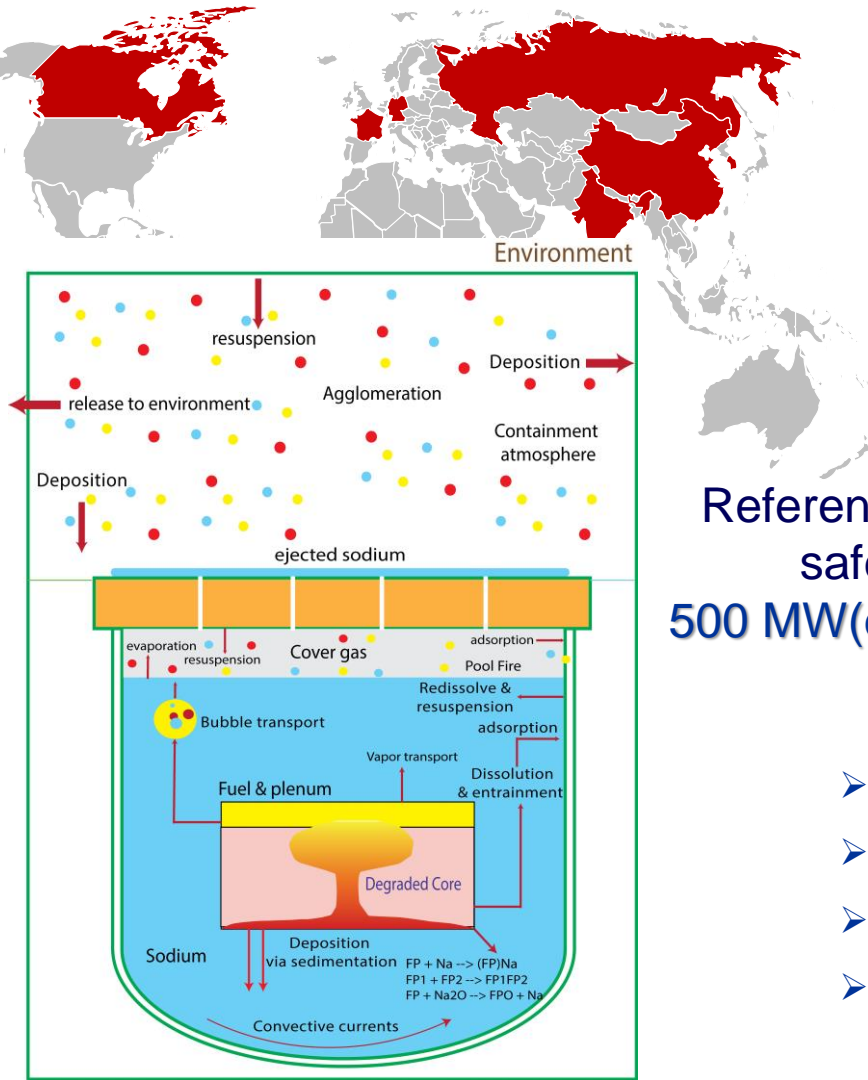 Environment
resuspension
Deposition
Agglomeration
release to environment
Containment
atmosphere
Deposition
ejected sodium
evaporation
resuspension
Cover gas
adsorption
Pool Fire
Redissolve &
resuspension
Bubble transport
adsorption
Vapor transport
Dissolution
& entrainment
Fuel & plenum
Degraded Core
Sodium
Deposition
via sedimentation
FP + Na --> (FP)Na
FP1 + FP2 --> FP1FP2
FP + Na2O --> FPO + Na
Convective currents
500